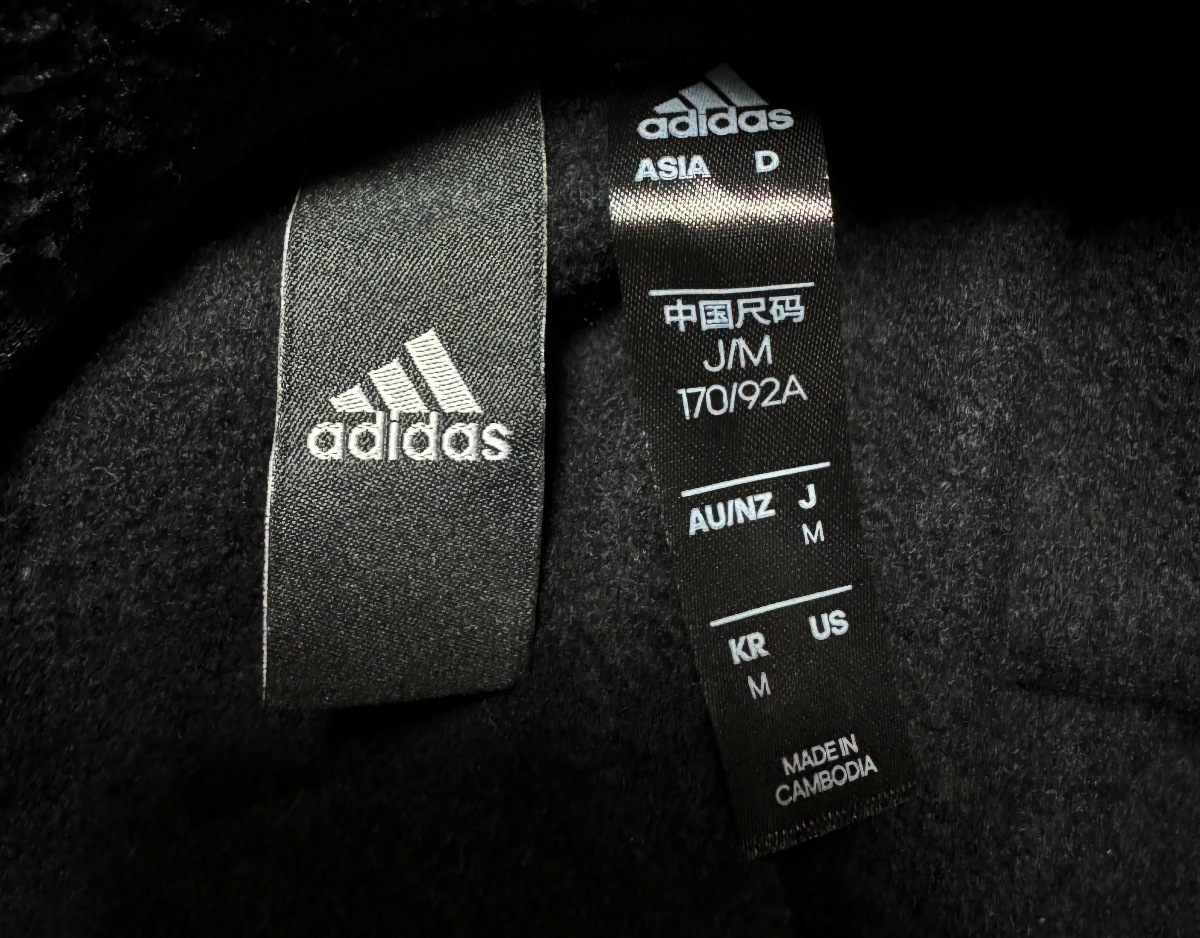 adidas
adidas
ASIA D
中国尺码
J/M
170/92A
AU/NZ J
M
KR US
M
MADE IN
CAMBODIA